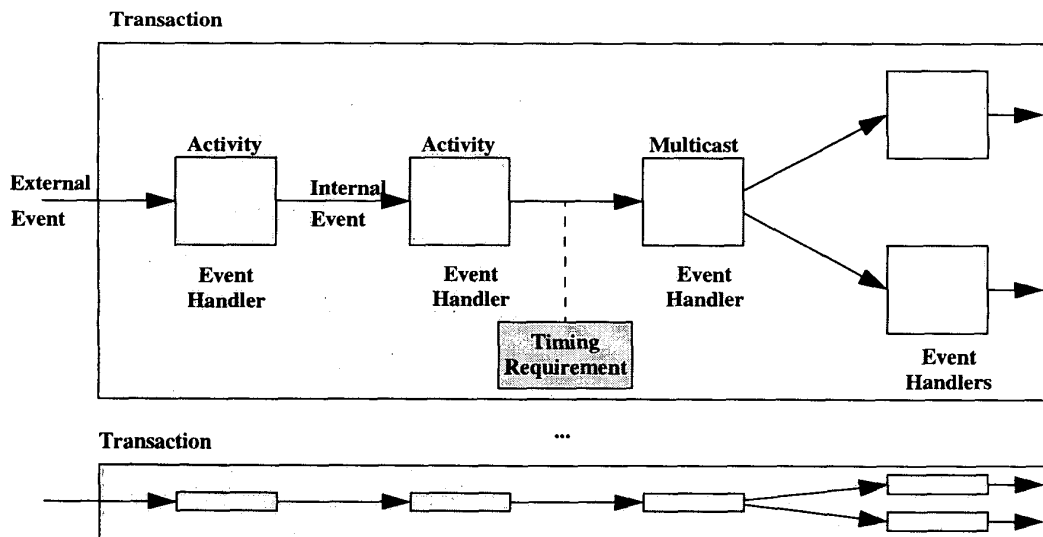 Transaction
Activity
Activity
Multicast
External
Event
Internal
Event
Event
Handler
Event
Handler
Event
Handler
Timing
Requirement
Event
Handlers
...
Transaction